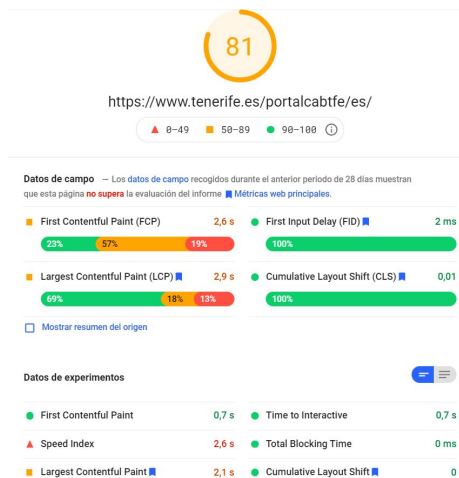 81
https://www.tenerife.es/portalcabtfe/es/
0–49 50–89 90–100
Datos de campo — Los datos de campo recogidos durante el anterior periodo de 28 días muestran
que esta página no supera la evaluación del informe Métricas web principales.
First Contentful Paint (FCP) 2,6 s
23% 57% 19%
First Input Delay (FID) 2 ms
100%
Largest Contentful Paint (LCP) 2,9 s
69% 18% 13%
Cumulative Layout Shift (CLS) 0,01
100%
Mostrar resumen del origen
Datos de experimentos
First Contentful Paint 0,7 s
Time to Interactive 0,7 s
Speed Index 2,6 s
Total Blocking Time 0 ms
Largest Contentful Paint 2,1 s
Cumulative Layout Shift 0